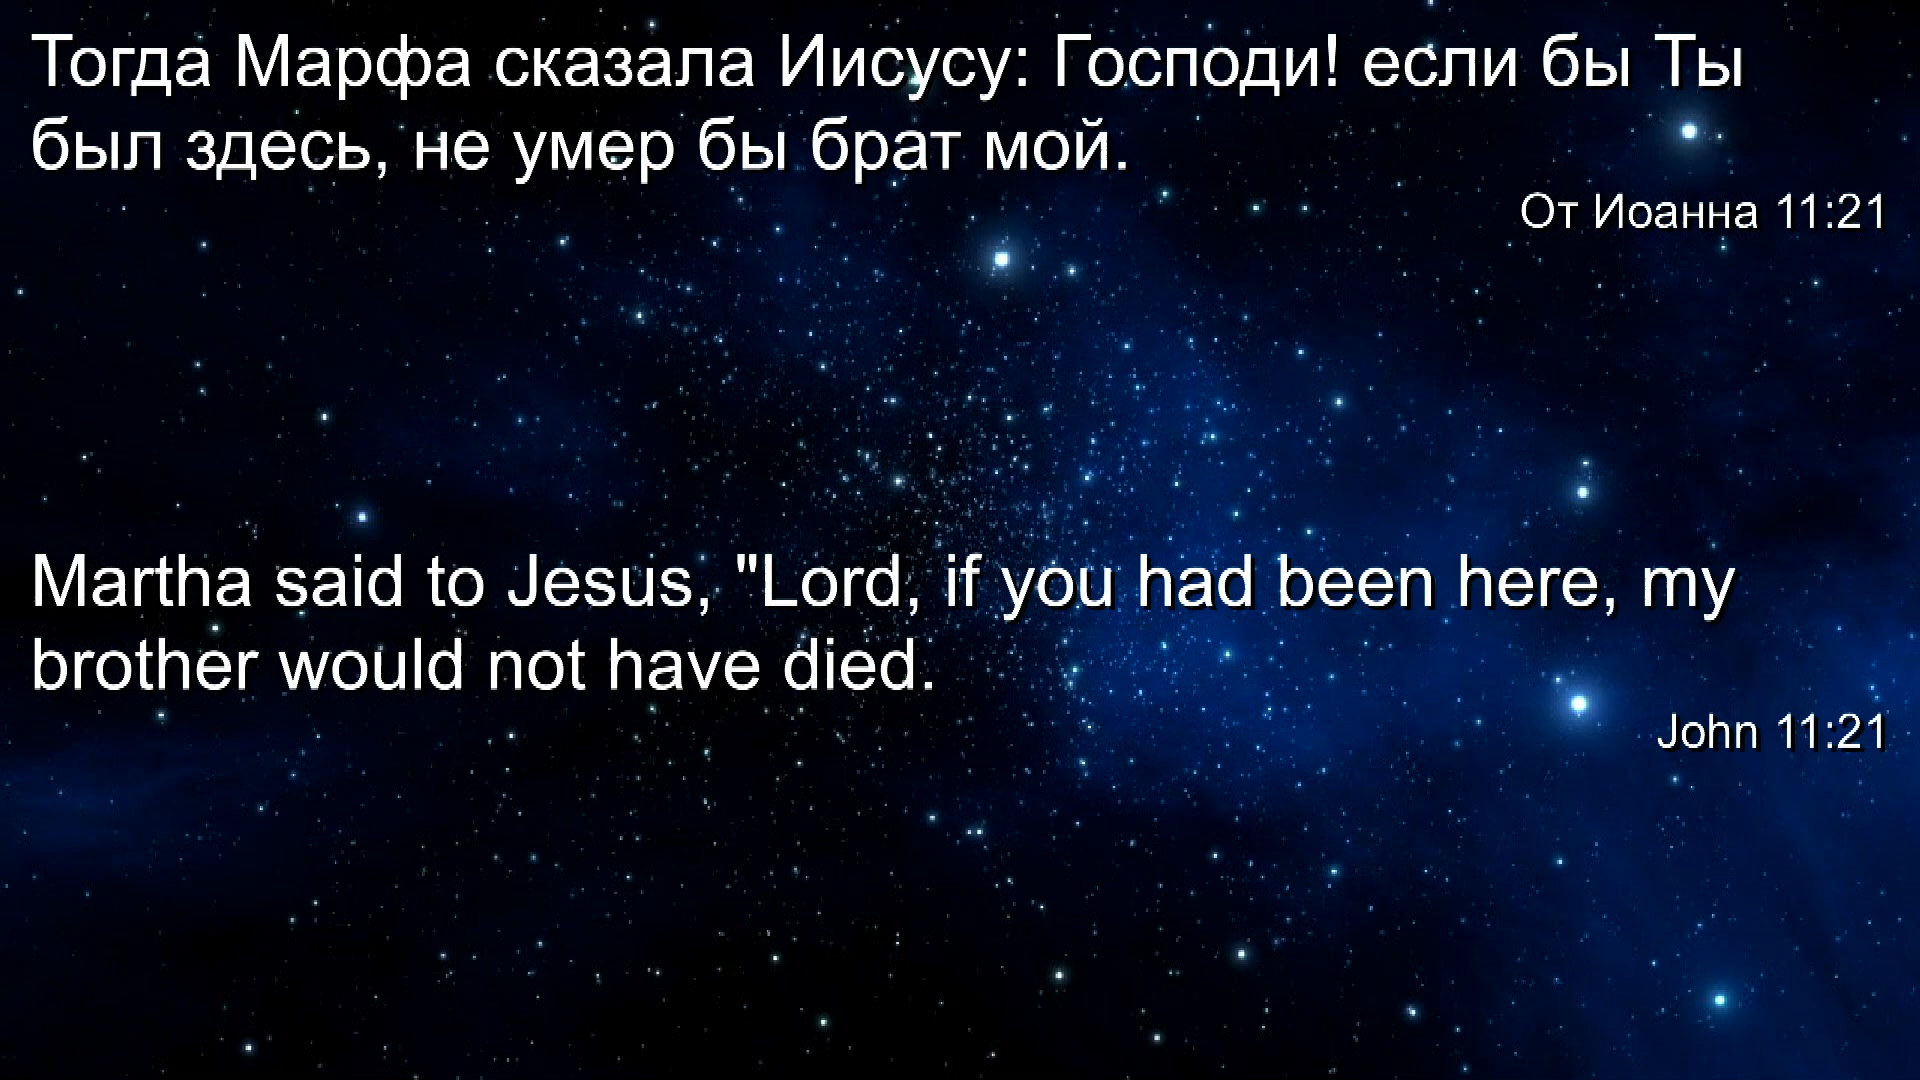 Тогда Марфа сказала Иисусу: Господи! если бы Ты
был здесь, не умер бы брат мой.
От Иоанна 11:21
Martha said to Jesus, "Lord, if you had been here, my
brother would not have died.
John 11:21